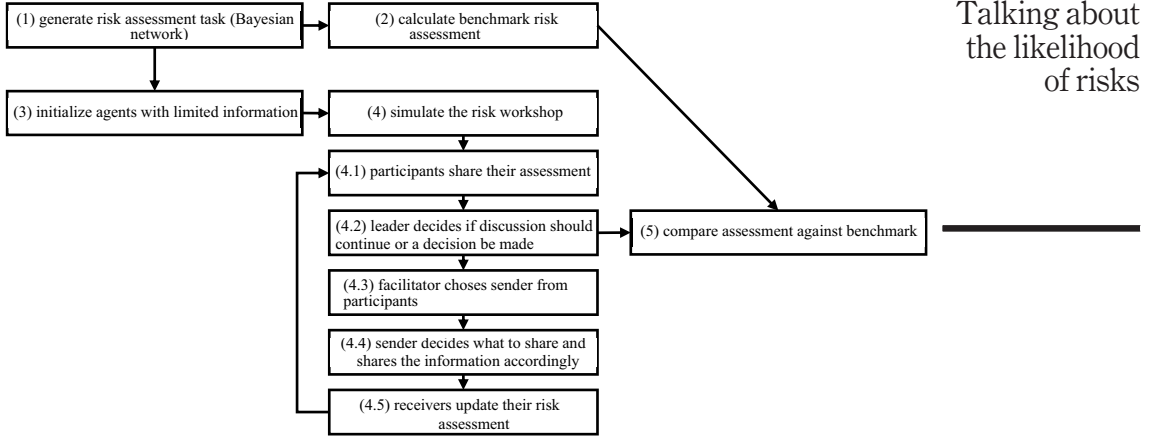 (1) generate risk assessment task (Bayesian
network)
(2) calculate benchmark risk
assessment
Talking about
the likelihood
of risks
(3) initialize agents with limited information
(4) simulate the risk workshop
(4.1) participants share their assessment
(4.2) leader decides if discussion should
continue or a decision be made
(5) compare assessment against benchmark
(4.3) facilitator choses sender from
participants
(4.4) sender decides what to share and
shares the information accordingly
(4.5) receivers update their risk
assessment